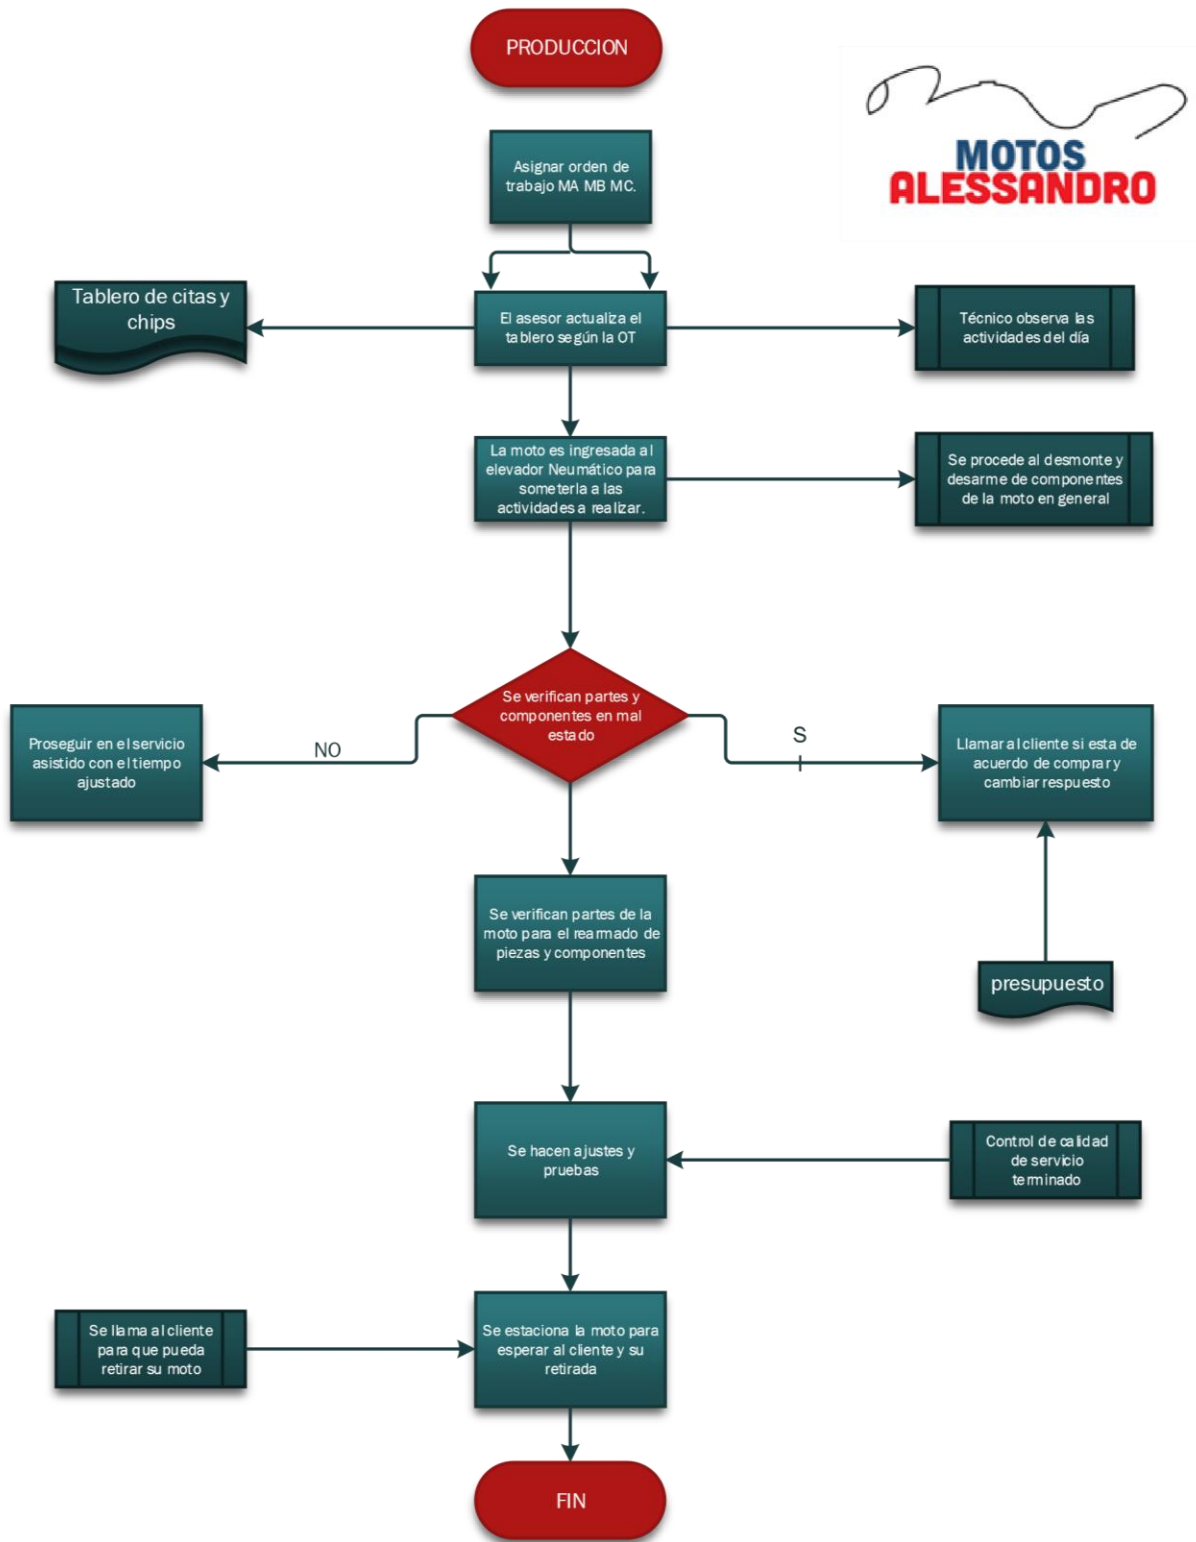 PRODUCCION
MOTOS
ALESSANDRO
Asignar orden de
trabajo MA MB MC.
Tablero de citas y
chips
El asesor actualiza el
tablero según la OT
Técnico observa las
actividades del día
La moto es ingresada al
elevador Neumático para
someterla a las
actividades a realizar.
Se procede al desmonte y
desarme de componentes
de la moto en general
Se verifican partes y
componentes en mal
estado
NO
S
Proseguir en el servicio
asistido con el tiempo
ajustado
Llamar al cliente si esta de
acuerdo de comprar y
cambiar respuesto
Se verifican partes de la
moto para el rearmado de
piezas y componentes
presupuesto
Se hacen ajustes y
pruebas
Control de calidad
de servicio
terminado
Se llama al cliente
para que pueda
retirar su moto
Se estaciona la moto para
esperar al cliente y su
retirada
FIN